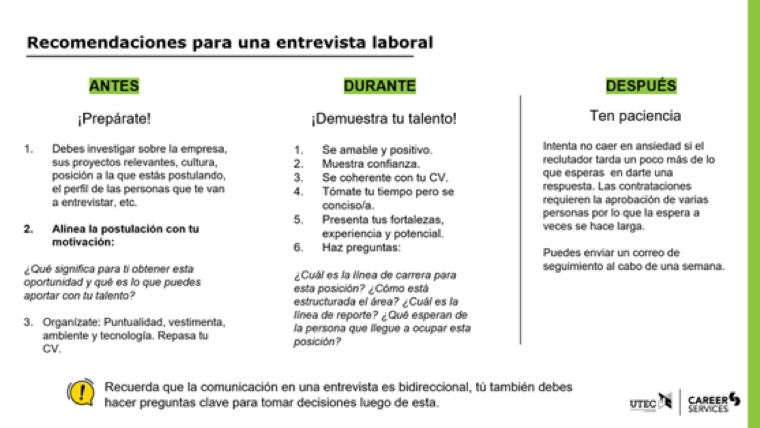 Recomendaciones para una entrevista laboral
ANTES
¡Prepárate!
1. Debes investigar sobre la empresa,
sus proyectos relevantes, cultura,
posición a la que estás postulando,
el perfil de las personas que te van
a entrevistar, etc.
2. Alinea la postulación con tu
motivación:
¿Qué significa para ti obtener esta
oportunidad y qué es lo que puedes
aportar con tu talento?
3. Organízate: Puntualidad, vestimenta,
ambiente y tecnología. Repasa tu
CV.
DURANTE
¡Demuestra tu talento!
1. Se amable y positivo.
2. Muestra confianza.
3. Se coherente con tu CV.
4. Tómate tu tiempo pero se
conciso/a.
5. Presenta tus fortalezas,
experiencia y potencial.
6. Haz preguntas:
¿Cuál es la línea de carrera para
esta posición? ¿Cómo está
estructurada el área? ¿Cuál es la
línea de reporte? ¿Qué esperan de
la persona que llegue a ocupar esta
posición?
DESPUÉS
Ten paciencia
Intenta no caer en ansiedad si el
reclutador tarda un poco más de lo
que esperas en darte una
respuesta. Las contrataciones
requieren la aprobación de varias
personas por lo que la espera a
veces se hace larga.
Puedes enviar un correo de
seguimiento al cabo de una semana.
!
Recuerda que la comunicación en una entrevista es bidireccional, tú también debes
hacer preguntas clave para tomar decisiones luego de esta.
UTEC
CAREER
SERVICES